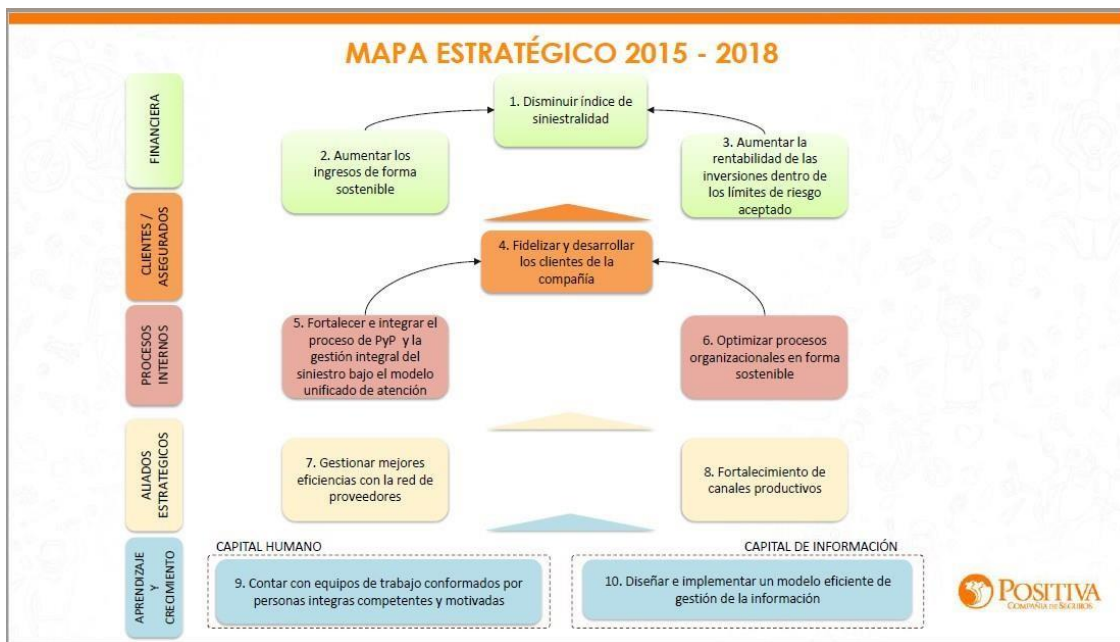 MAPA ESTRATÉGICO 2015 - 2018
FINANCIERA
1. Disminuir índice de
siniestralidad
2. Aumentar los
ingresos de forma
sostenible
3. Aumentar la
rentabilidad de las
inversiones dentro de
los límites de riesgo
aceptado
CLIENTES /
ASEGURADOS
4. Fidelizar y desarrollar
los clientes de la
compañía
PROCESOS
INTERNOS
5. Fortalecer e integrar el
proceso de PyP y la
gestión integral del
siniestro bajo el modelo
unificado de atención
6. Optimizar procesos
organizacionales en forma
sostenible
ALIADOS
ESTRATEGICOS
7. Gestionar mejores
eficiencias con la red de
proveedores
8. Fortalecimiento de
canales productivos
APRENDIZAJE
Y
CRECIMIENTO
CAPITAL HUMANO
9. Contar con equipos de trabajo conformados por
personas integras competentes y motivadas
CAPITAL DE INFORMACIÓN
10. Diseñar e implementar un modelo eficiente de
gestión de la información
POSITIVA
COMPAÑÍA DE SEGUROS